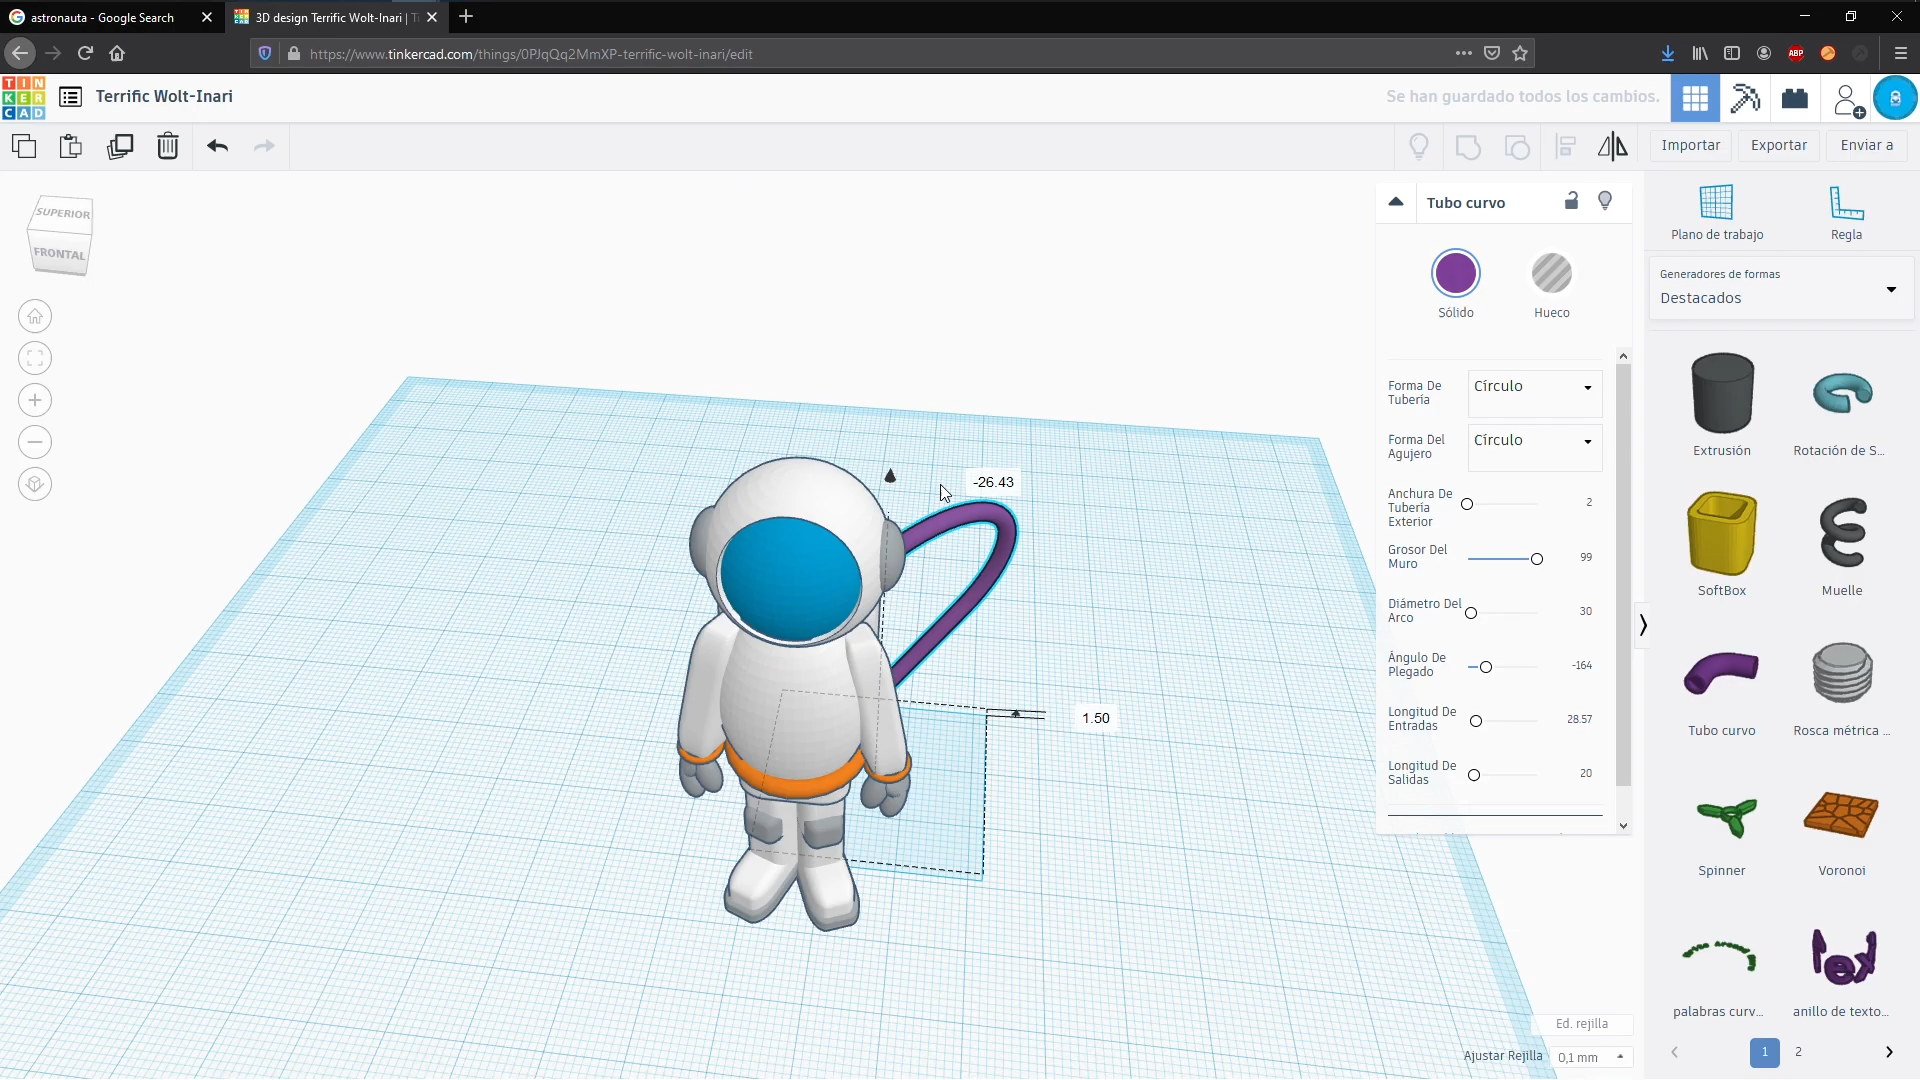 astronauta - Google Search
3D design Terrific Wolt-Inari | Ti
https://www.tinkercad.com/things/0PJqQq2MmXP-terrific-wolt-inari/edit
ABP
TIN
KER
CAD
Terrific Wolt-Inari
Se han guardado todos los cambios.
Importar
Exportar
Enviar a
SUPERIOR
FRONTAL
Tubo curvo
Sólido
Hueco
Forma De
Tubería
Círculo
Forma Del
Agujero
Círculo
Anchura De
Tubería
Exterior
2
Grosor Del
Muro
99
Diámetro Del
Arco
30
Ángulo De
Plegado
-164
Longitud De
Entradas
28.57
Longitud De
Salidas
20
-26.43
1.50
Plano de trabajo
Regla
Generadores de formas
Destacados
Extrusión
Rotación de S...
SoftBox
Muelle
Tubo curvo
Rosca métrica ...
Spinner
Voronoi
palabras curv...
anillo de texto...
1
2
Ed. rejilla
Ajustar Rejilla
0,1 mm